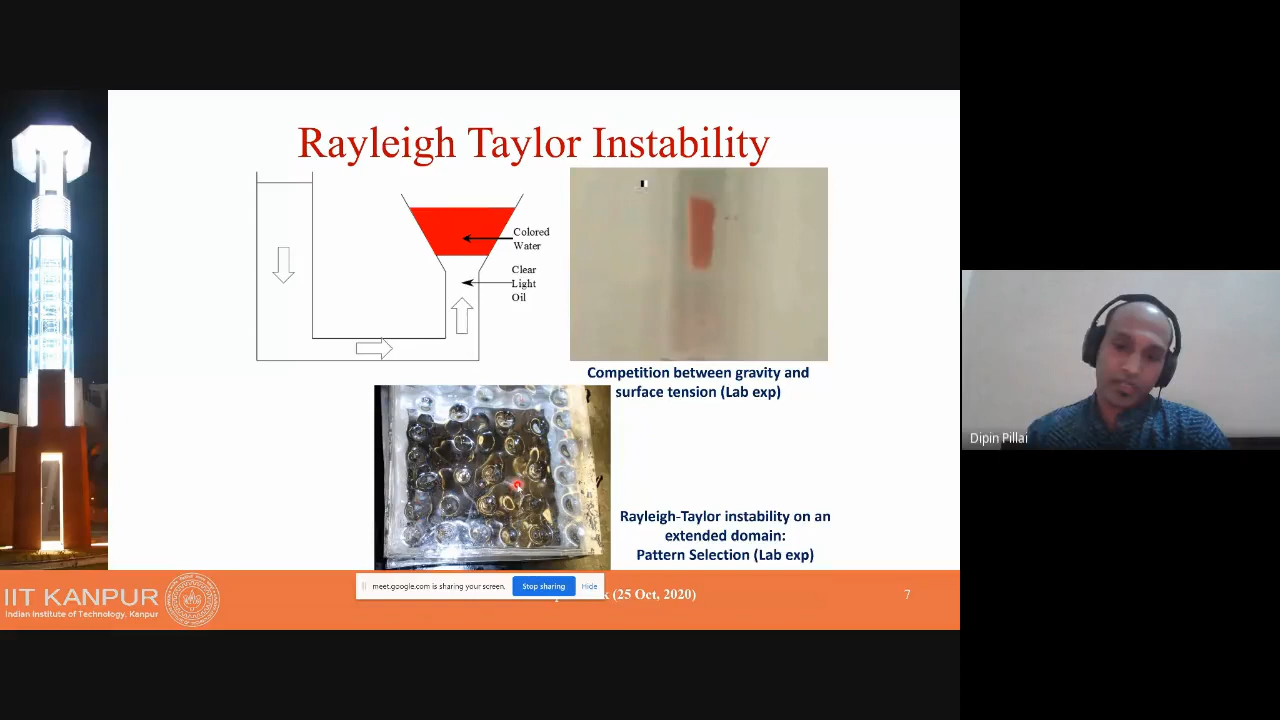 Rayleigh Taylor Instability
Colored
Water
Clear
Light
Oil
Competition between gravity and
surface tension (Lab exp)
Rayleigh-Taylor instability on an
extended domain:
Pattern Selection (Lab exp)
Dipin Pillai
meet.google.com is sharing your screen.
Stop sharing
Hide
(25 Oct, 2020)
7
IIT KANPUR
Indian Institute of Technology, Kanpur